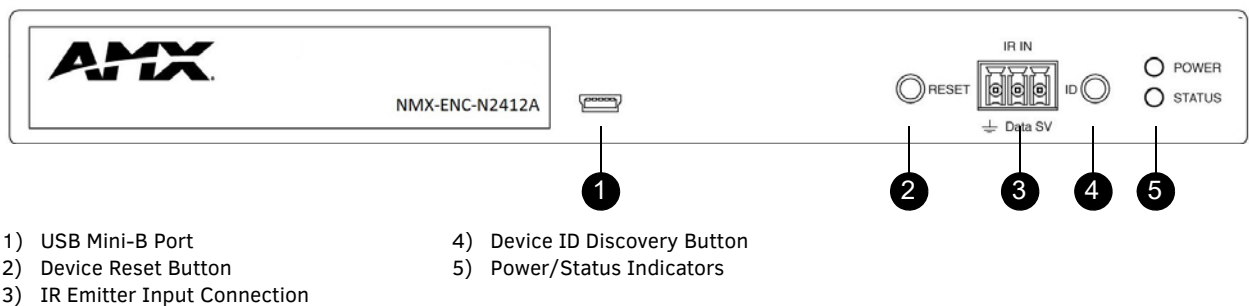 AMX
NMX-ENC-N2412A
RESET
IR IN
Data SV
ID
POWER
STATUS
1
2
3
4
5
1) USB Mini-B Port
2) Device Reset Button
3) IR Emitter Input Connection
4) Device ID Discovery Button
5) Power/Status Indicators